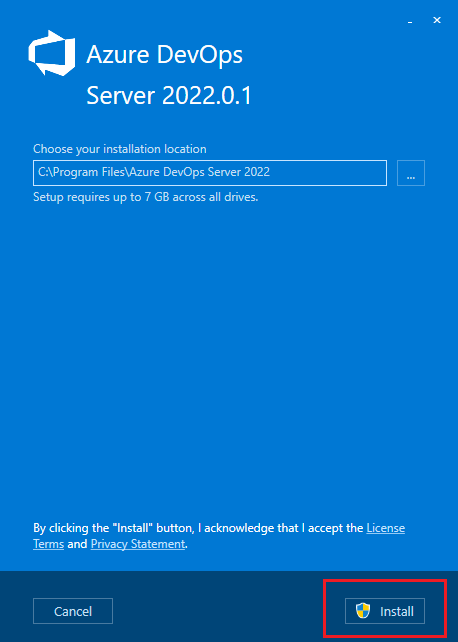 Azure DevOps
Server 2022.0.1
Choose your installation location
C:\Program Files\Azure DevOps Server 2022
...
Setup requires up to 7 GB across all drives.
By clicking the "Install" button, I acknowledge that I accept the License
Terms and Privacy Statement.
Cancel
Install